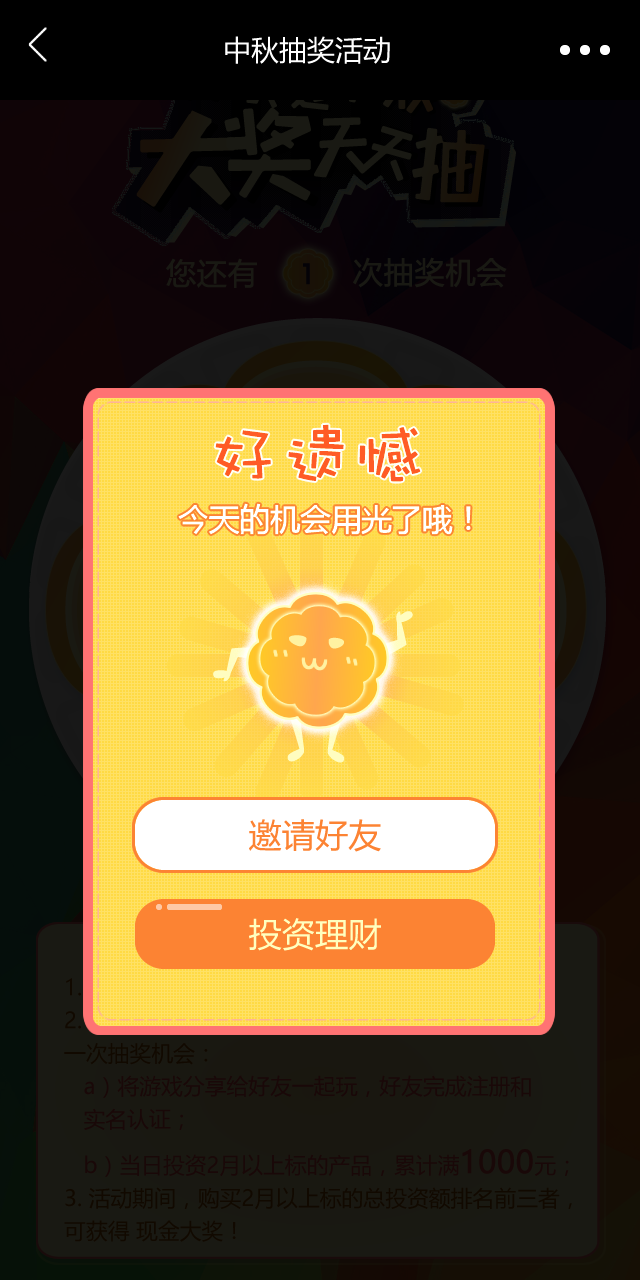 中秋抽奖活动
大奖天天抽
您还有 1 次抽奖机会
好遗憾
今天的机会用光了哦！
邀请好友
投资理财
1.
2.
一次抽奖机会：
a）将游戏分享给好友一起玩，好友完成注册和
实名认证；
b）当日投资2月以上标的产品，累计满1000元；
3. 活动期间，购买2月以上标的总投资额排名前三者，
可获得 现金大奖！